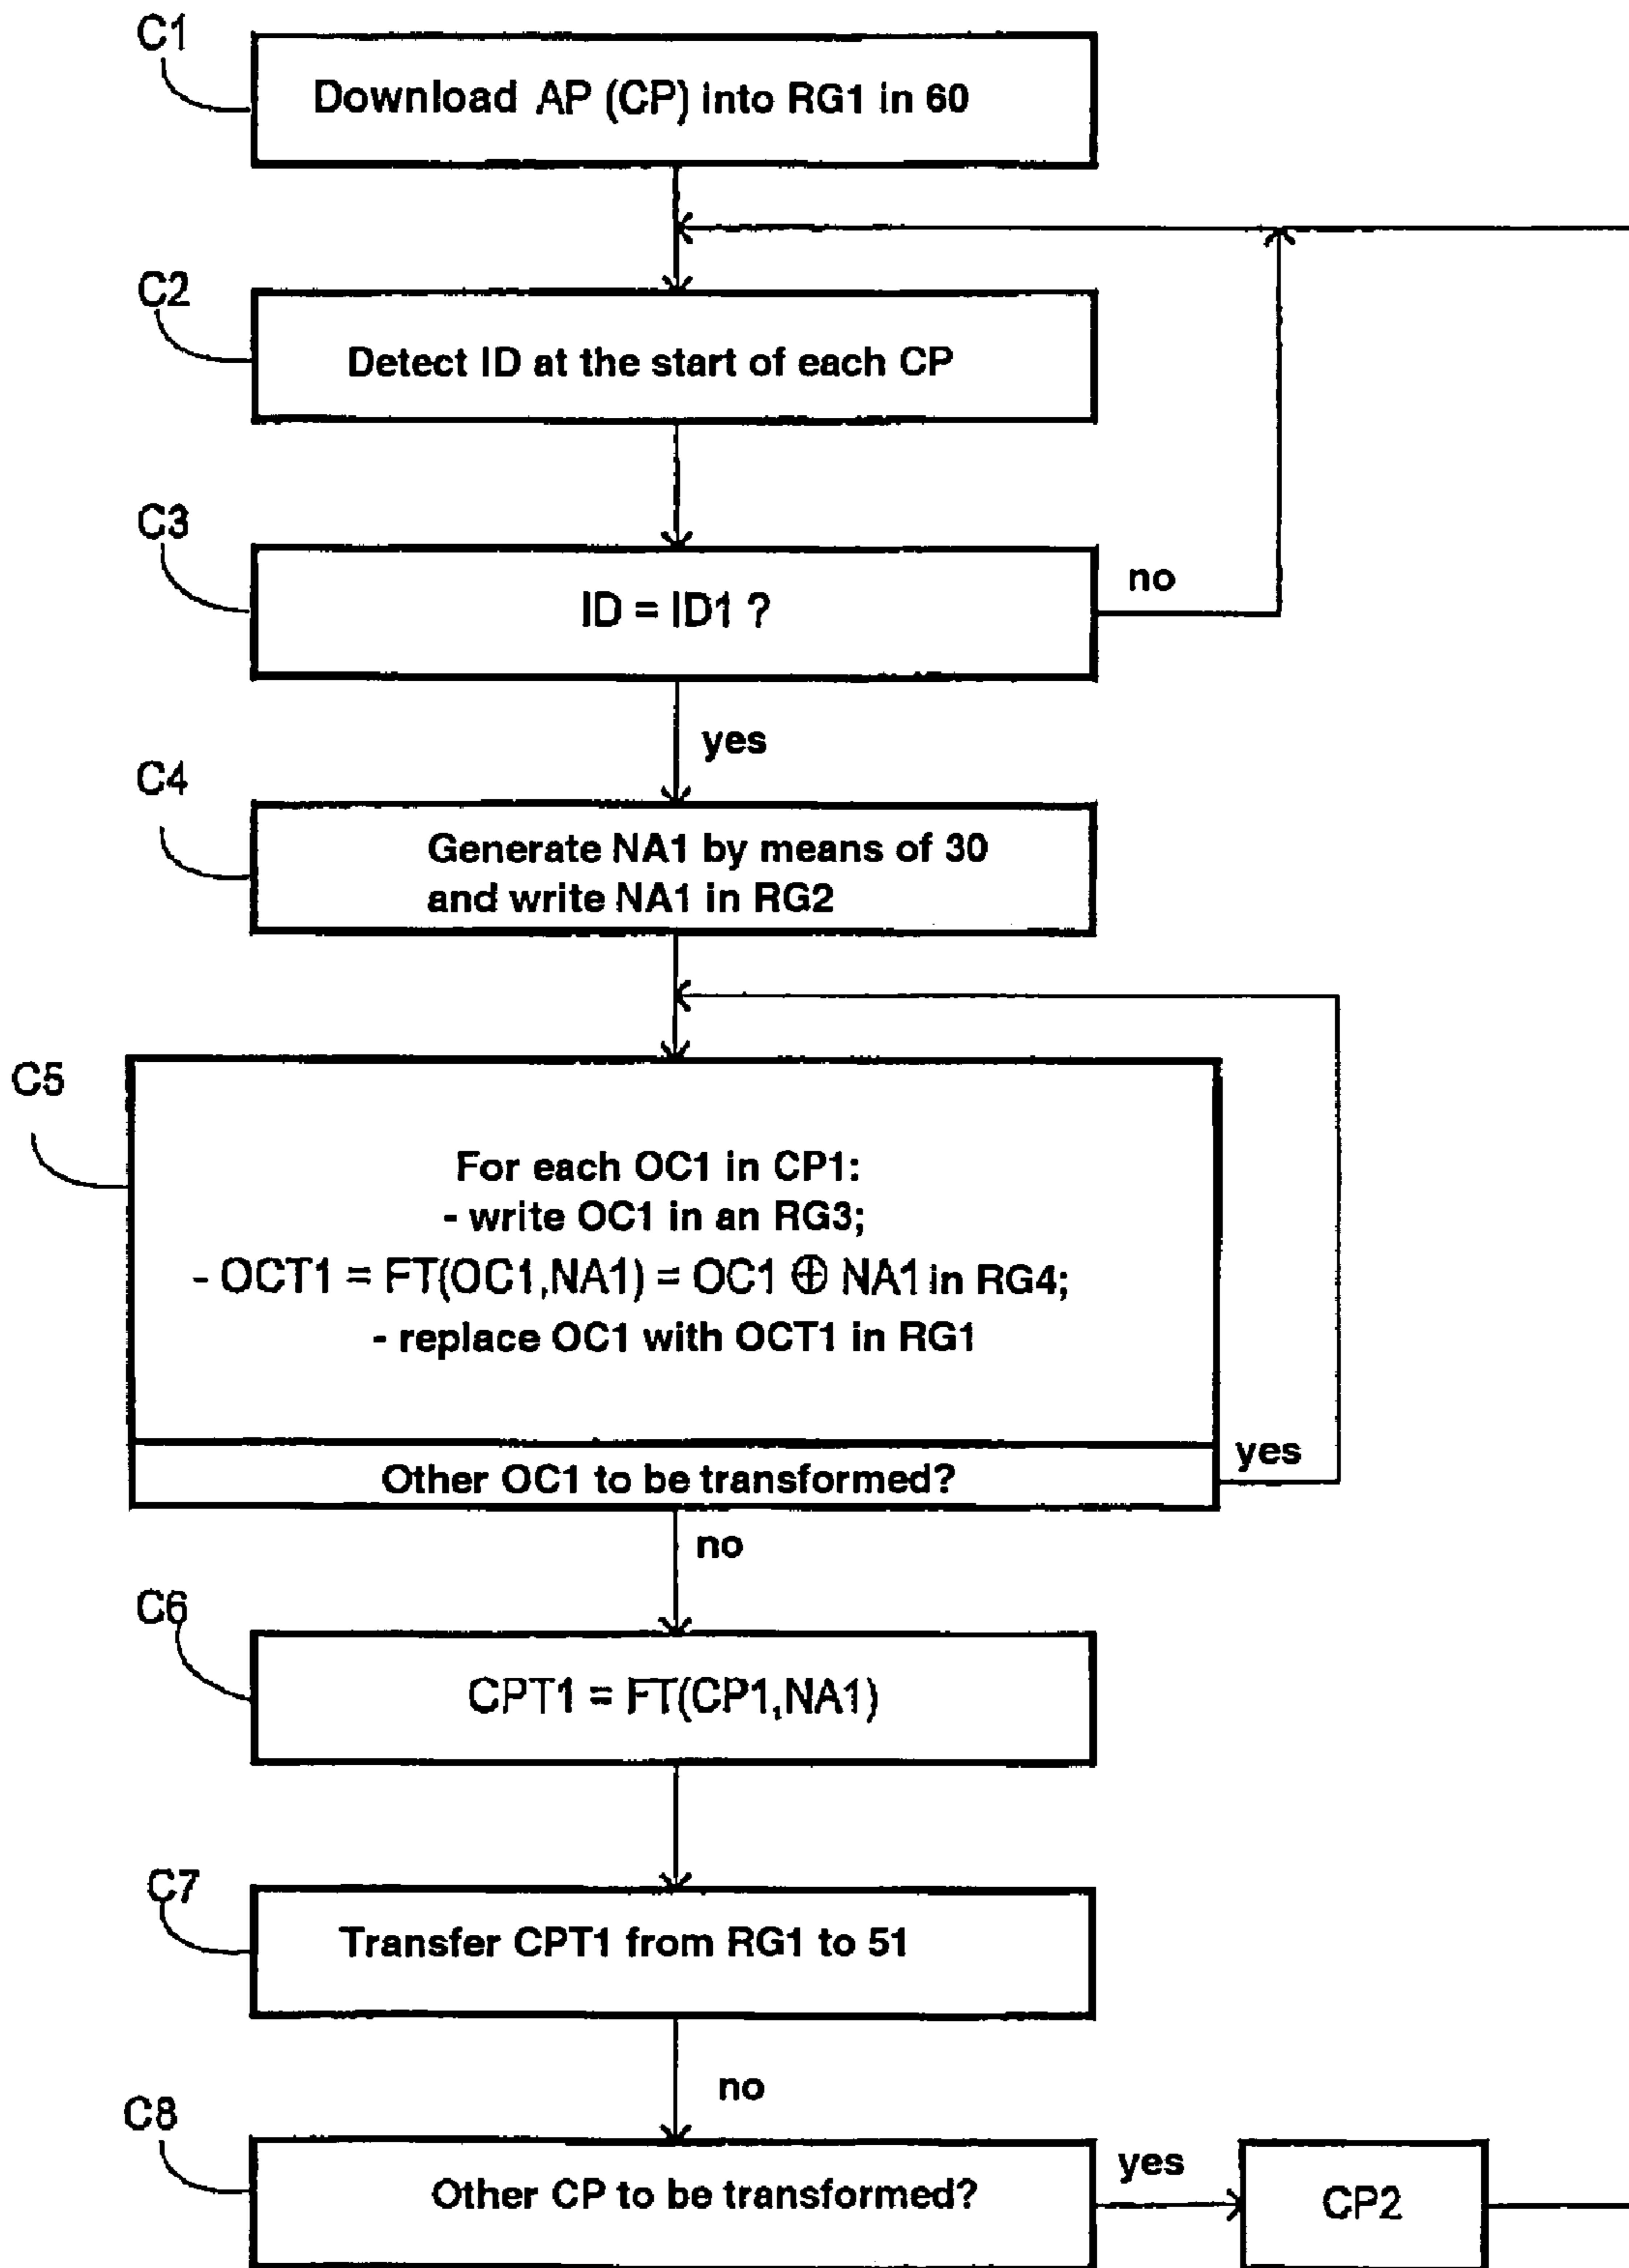 C1
Download AP (CP) into RG1 in 60
C2
Detect ID at the start of each CP
C3
ID = ID1 ?
no
yes
C4
Generate NA1 by means of 30
and write NA1 in RG2
C5
For each OC1 in CP1:
- write OC1 in an RG3;
- OCT1 = FT(OC1,NA1) = OC1 ⊕ NA1 in RG4;
- replace OC1 with OCT1 in RG1
Other OC1 to be transformed?
yes
no
C6
CPT1 = FT(CP1,NA1)
C7
Transfer CPT1 from RG1 to 51
no
C8
Other CP to be transformed?
yes
CP2